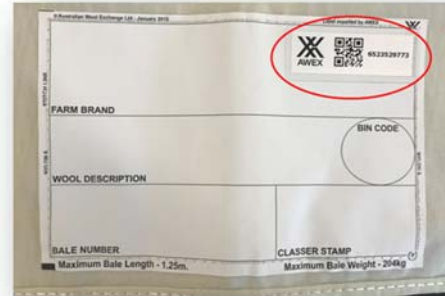 ©Australian Wool Exchange Ltd - January 2015
AWEX
6523529773
FARM BRAND
BIN CODE
WOOL DESCRIPTION
BALE NUMBER
CLASSER STAMP
Maximum Bale Length - 1.25m.
Maximum Bale Weight - 204kg